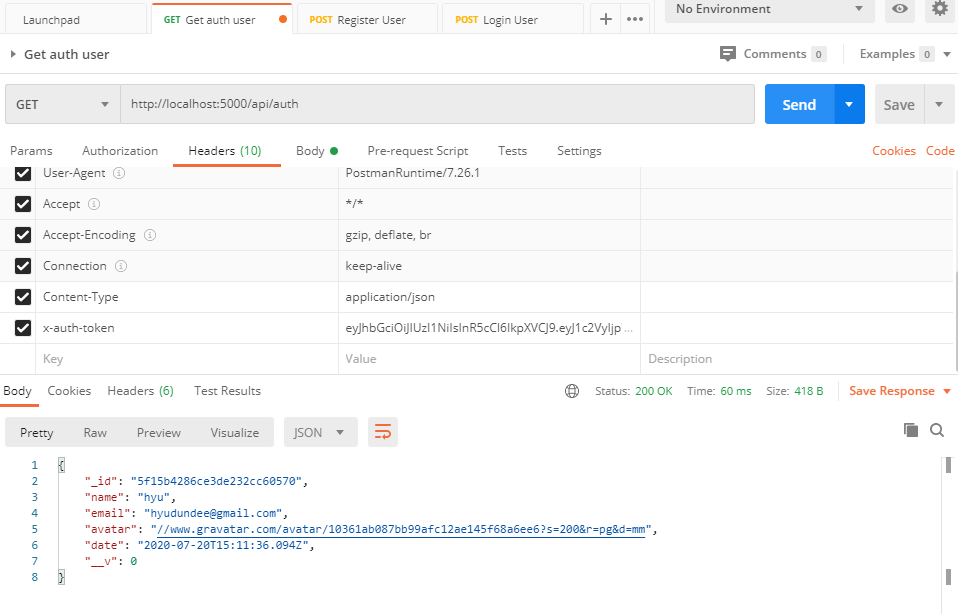 Launchpad GET Get auth user POST Register User POST Login User + ••• No Environment
Get auth user Comments 0 Examples 0
GET http://localhost:5000/api/auth Send Save
Params Authorization Headers (10) Body Pre-request Script Tests Settings Cookies Code
User-Agent PostmanRuntime/7.26.1
Accept */*
Accept-Encoding gzip, deflate, br
Connection keep-alive
Content-Type application/json
x-auth-token eyJhbGciOiJIUzI1NiIsInR5cCI6IkpXVCJ9.eyJ1c2VyIjp ...
Key Value Description
Body Cookies Headers (6) Test Results Status: 200 OK Time: 60 ms Size: 418 B Save Response
Pretty Raw Preview Visualize JSON
1 {
2 "_id": "5f15b4286ce3de232cc60570",
3 "name": "hyu",
4 "email": "hyudundee@gmail.com",
5 "avatar": "//www.gravatar.com/avatar/10361ab087bb99afc12ae145f68a6ee6?s=200&r=pg&d=mm",
6 "date": "2020-07-20T15:11:36.094Z",
7 "__v": 0
8 }